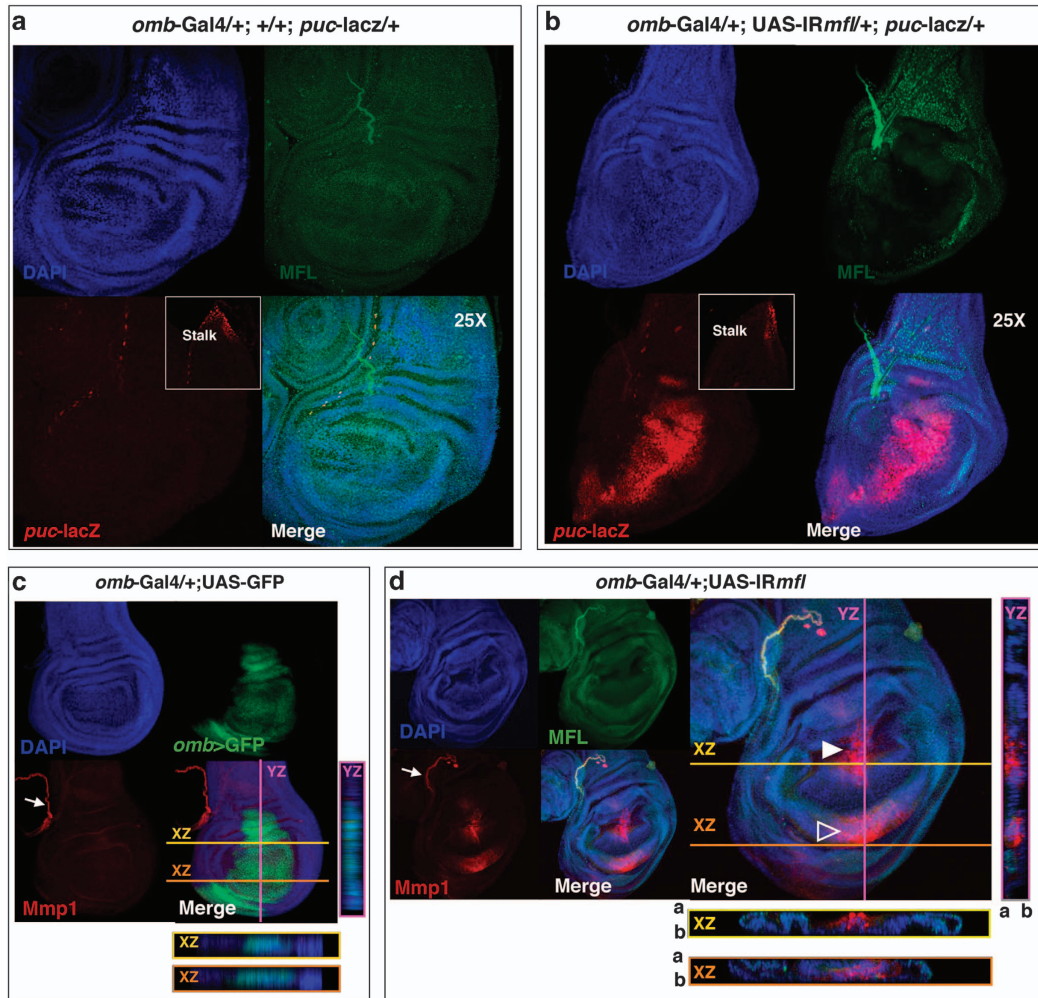 a
omb-Gal4/+; +/+; puc-lacz/+
DAPI
MFL
Stalk
25X
puc-lacZ
Merge
b
omb-Gal4/+; UAS-IRmfl/+; puc-lacz/+
DAPI
MFL
Stalk
25X
puc-lacZ
Merge
c
omb-Gal4/+;UAS-GFP
DAPI
omb>GFP
YZ
YZ
XZ
XZ
Mmp1
Merge
XZ
XZ
d
omb-Gal4/+;UAS-IRmfl
YZ
YZ
DAPI
MFL
XZ
XZ
Mmp1
Merge
Merge
a b
a
b
XZ
a
b
XZ